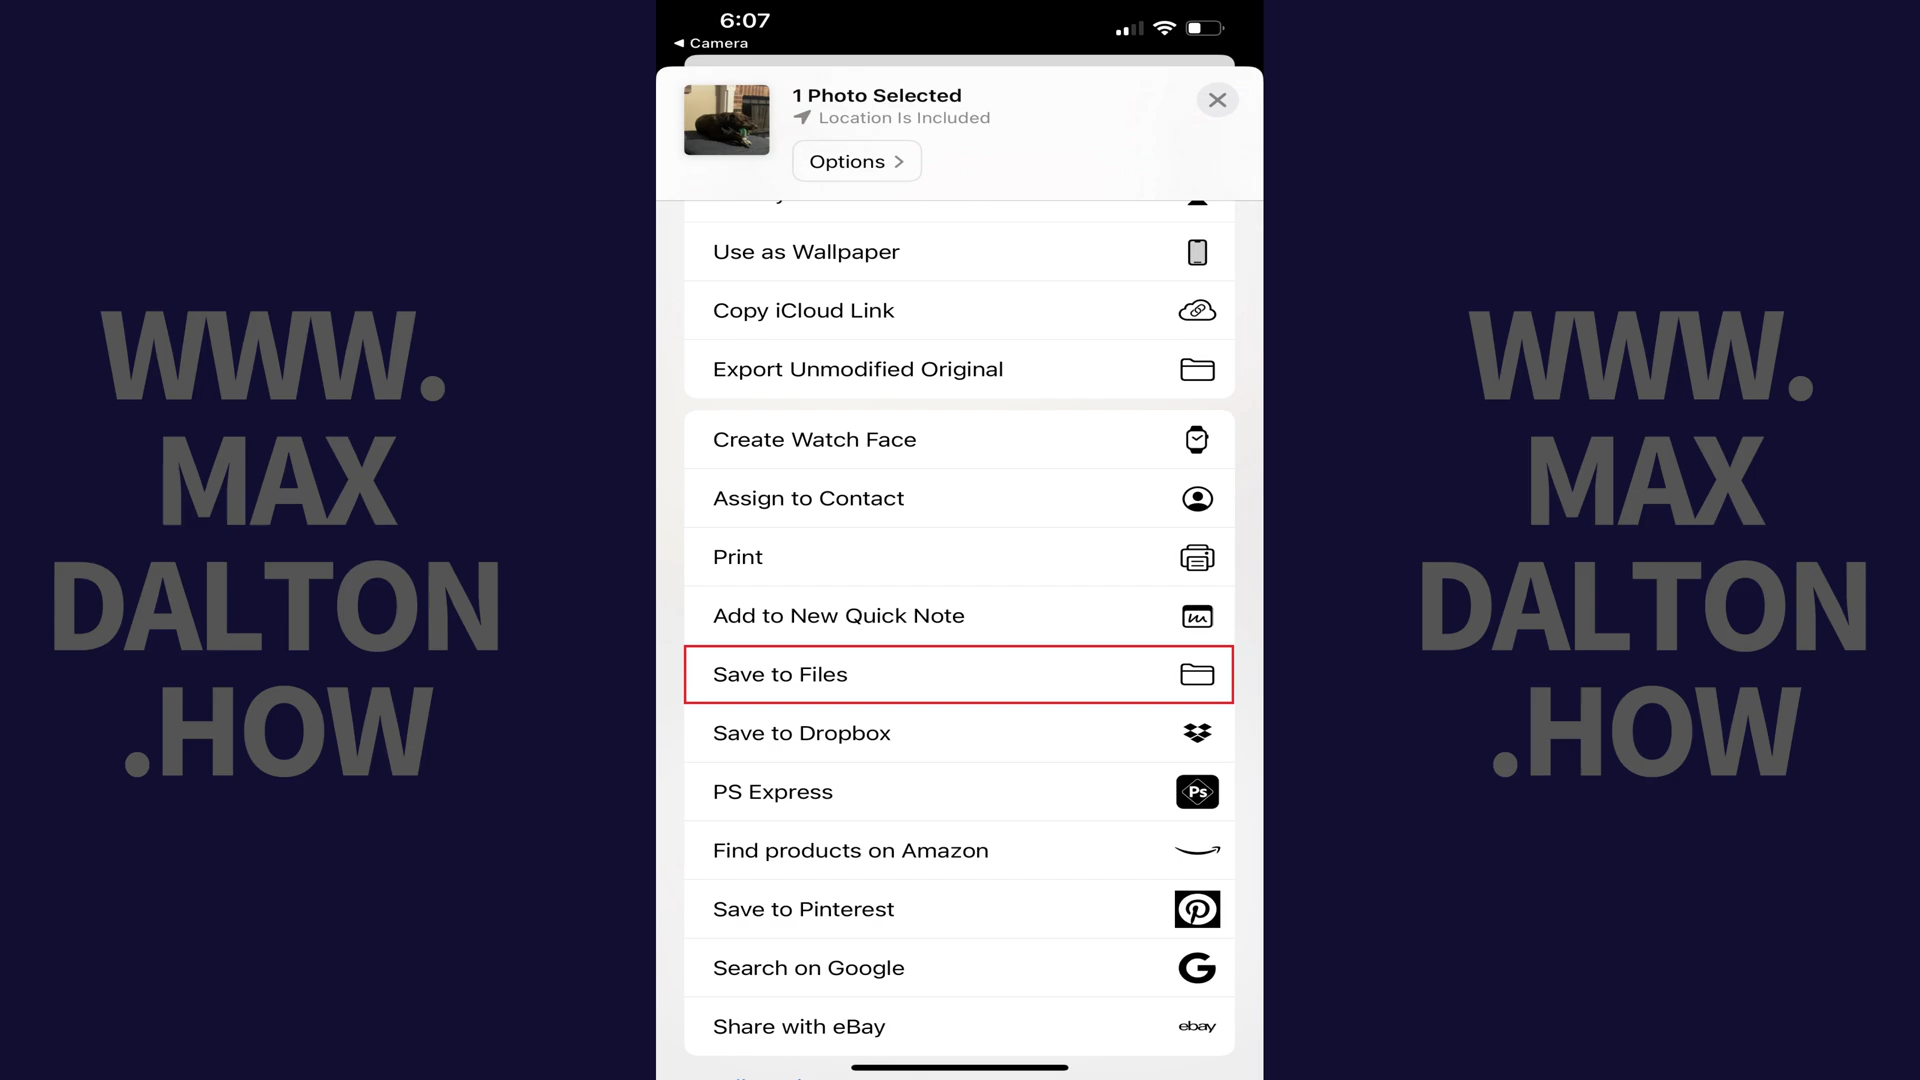 6:07
Camera
1 Photo Selected
Location Is Included
Options
Use as Wallpaper
Copy iCloud Link
Export Unmodified Original
Create Watch Face
Assign to Contact
Print
Add to New Quick Note
Save to Files
Save to Dropbox
PS Express
Ps
Find products on Amazon
Save to Pinterest
Search on Google
G
Share with eBay
ebay
WWW.
MAX
DALTON
.HOW
WWW.
MAX
DALTON
.HOW